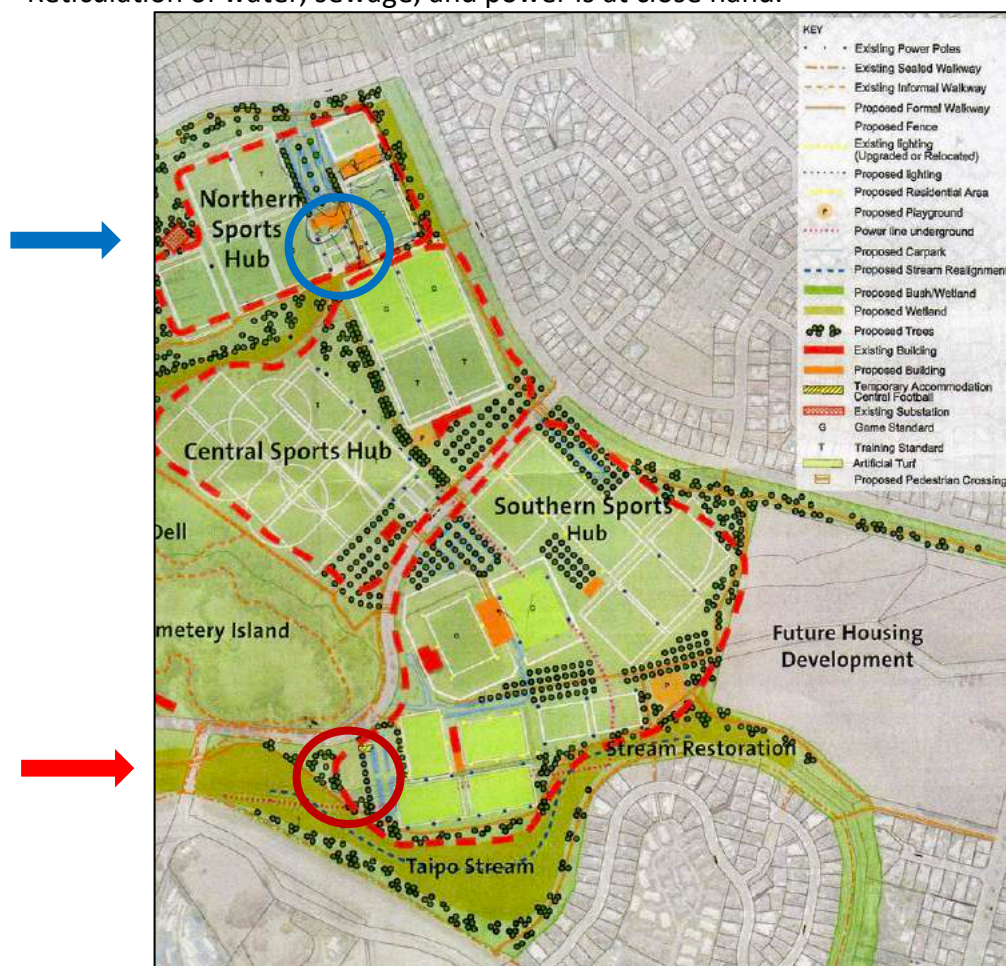 Reticulation of water, sewage, and power is at close hand.
KEY
Existing Power Poles
Existing Sealed Walkway
Existing Informal Walkway
Proposed Formal Walkway
Proposed Fence
Existing lighting
(Upgraded or Relocated)
Proposed lighting
Proposed Residential Area
P Proposed Playground
Power line underground
Proposed Carpark
Proposed Stream Realignment
Proposed Bush/Wetland
Proposed Wetland
Proposed Trees
Existing Building
Proposed Building
Temporary Accommodation
Central Football
Existing Substation
G Game Standard
T Training Standard
Artificial Turf
Proposed Pedestrian Crossing
Northern
Sports
Hub
Central Sports Hub
Southern Sports
Hub
Dell
metery Island
Future Housing
Development
Stream Restoration
Taipo Stream